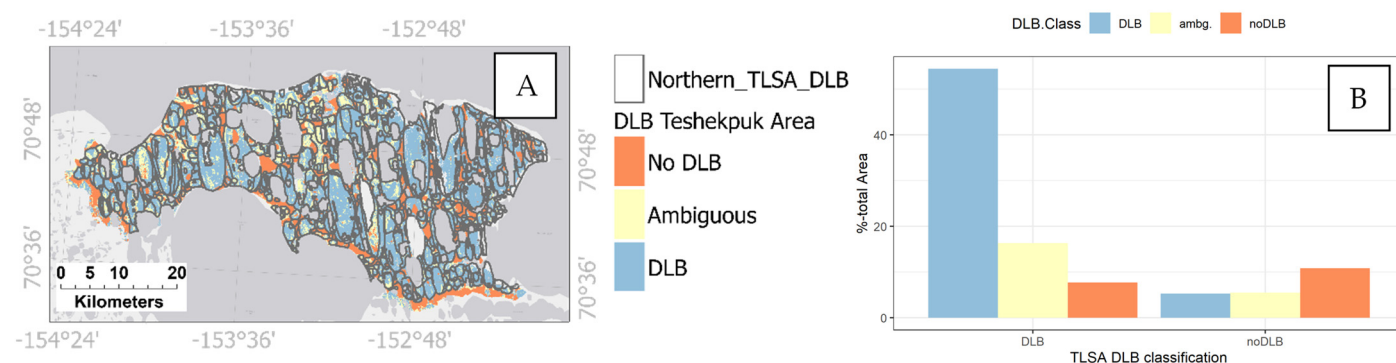 -154°24' -153°36' -152°48'
A
70°48'
70°36'
70°48'
70°36'
0 5 10 20
Kilometers
-154°24' -153°36' -152°48'
Northern_TLSA_DLB
DLB Teshekpuk Area
No DLB
Ambiguous
DLB
DLB.Class DLB ambg. noDLB
B
%-total Area
40
20
0
DLB noDLB
TLSA DLB classification